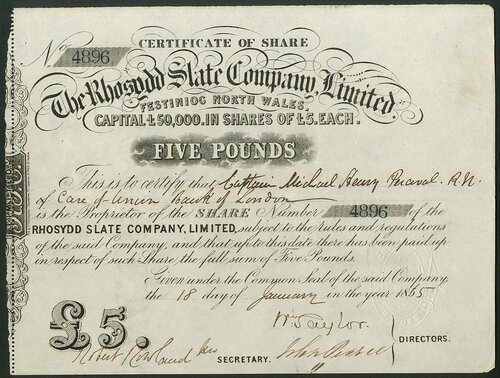 CERTIFICATE OF SHARE
No. 4896
The Rhosydd Slate Company, Limited.
FESTINIOG NORTH WALES.
CAPITAL £50,000. IN SHARES OF £5. EACH.
FIVE POUNDS
This is to certify that Captain Michael Henry Perceval. R.N.
of Care of Union Bank of London
is the Proprietor of the SHARE Number 4896 of the
RHOSYDD SLATE COMPANY, LIMITED, subject to the rules and regulations
of the said Company, and that up to this date there has been paid up
in respect of such Share the full sum of Five Pounds.
Given under the Common Seal of the said Company,
the 18 day of January in the year 1865
£5.
Wm Taylor.
DIRECTORS.
Robert Rowland
SECRETARY.
John